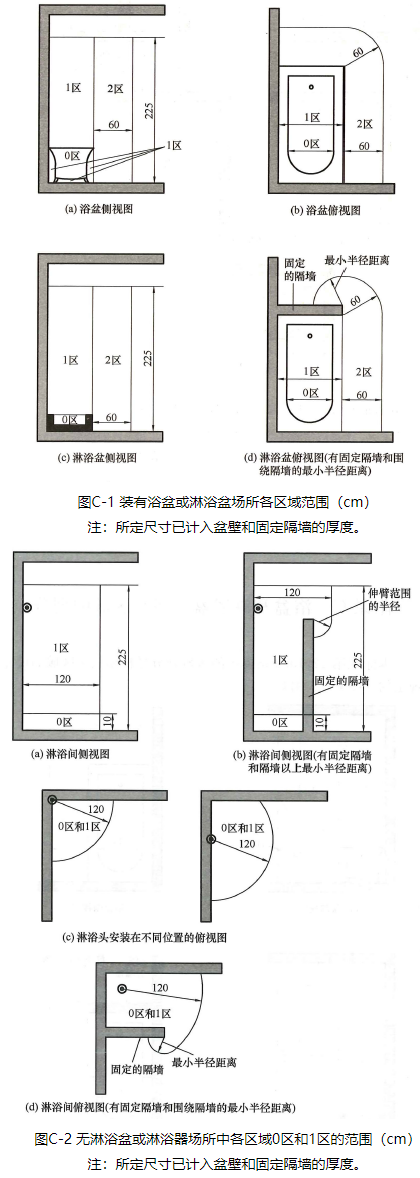 1区
2区
225
60
0区
1区
(a) 浴盆侧视图
60
1区
2区
0区
60
(b) 浴盆俯视图
1区
2区
225
0区
60
(c) 淋浴盆侧视图
固定
的隔墙
最小半径距离
60
1区
2区
0区
60
(d) 淋浴盆俯视图(有固定隔墙和围
绕隔墙的最小半径距离)
图C-1 装有浴盆或淋浴盆场所各区域范围（cm）
注：所定尺寸已计入盆壁和固定隔墙的厚度。
1区
225
120
0区
10
(a) 淋浴间侧视图
120
伸臂范围
的半径
1区
225
固定的隔墙
0区
10
(b) 淋浴间侧视图(有固定隔墙
和隔墙以上最小半径距离)
120
0区和1区
0区和1区
120
(c) 淋浴头安装在不同位置的俯视图
120
0区和1区
固定的隔墙
最小半径距离
(d) 淋浴间俯视图(有固定隔墙和围绕隔墙的最小半径距离)
图C-2 无淋浴盆或淋浴器场所中各区域0区和1区的范围（cm）
注：所定尺寸已计入盆壁和固定隔墙的厚度。